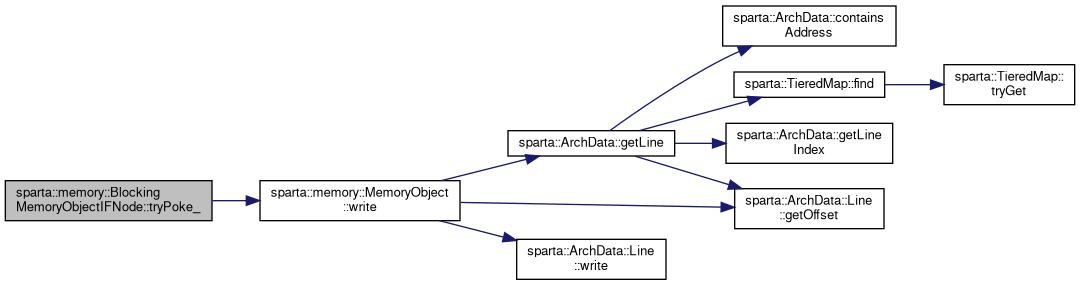 sparta::memory::Blocking
MemoryObjectIFNode::tryPoke_
sparta::memory::MemoryObject
::write
sparta::ArchData::getLine
sparta::ArchData::contains
Address
sparta::TieredMap::find
sparta::TieredMap::
tryGet
sparta::ArchData::getLine
Index
sparta::ArchData::Line
::getOffset
sparta::ArchData::Line
::write